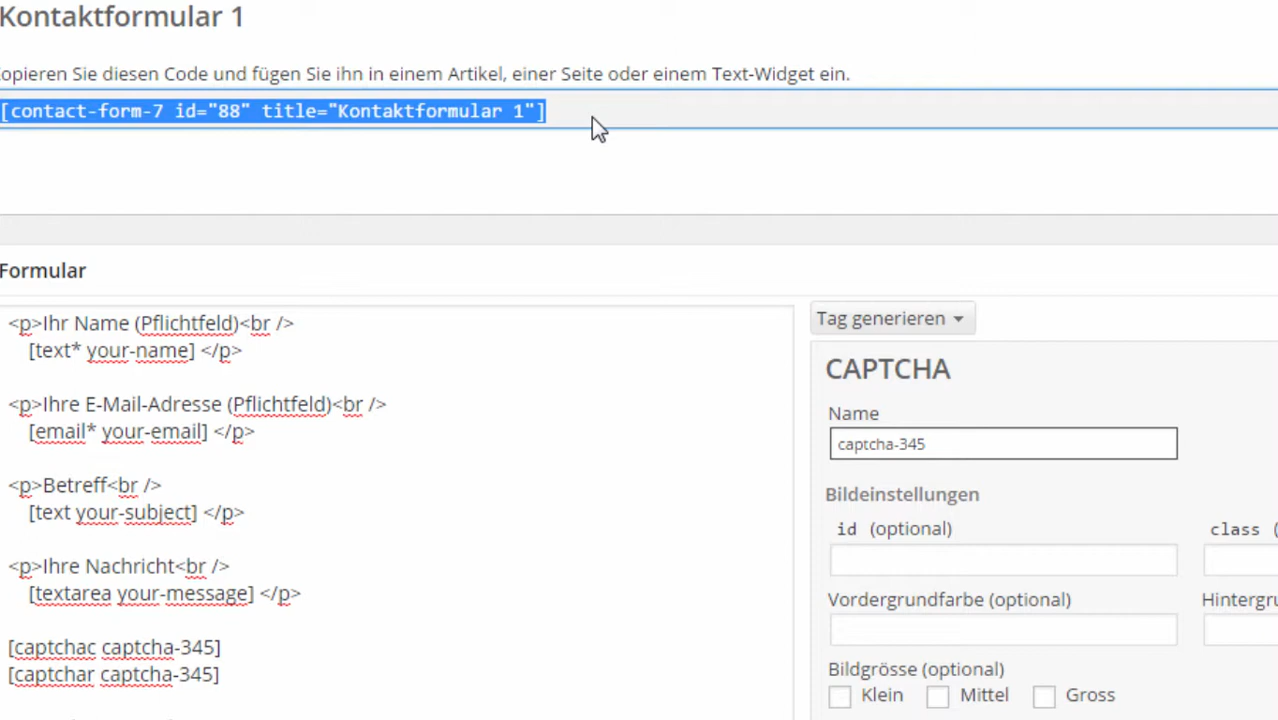 Kontaktformular 1
opieren Sie diesen Code und fügen Sie ihn in einem Artikel, einer Seite oder einem Text-Widget ein.
[contact-form-7 id="88" title="Kontaktformular 1"]
Formular
<p>Ihr Name (Pflichtfeld)<br />
[text* your-name] </p>
<p>Ihre E-Mail-Adresse (Pflichtfeld)<br />
[email* your-email] </p>
<p>Betreff<br />
[text your-subject] </p>
<p>Ihre Nachricht<br />
[textarea your-message] </p>
[captchac captcha-345]
[captchar captcha-345]
Tag generieren
CAPTCHA
Name
captcha-345
Bildeinstellungen
id (optional) class (
Vordergrundfarbe (optional) Hintergru
Bildgrösse (optional)
Klein Mittel Gross